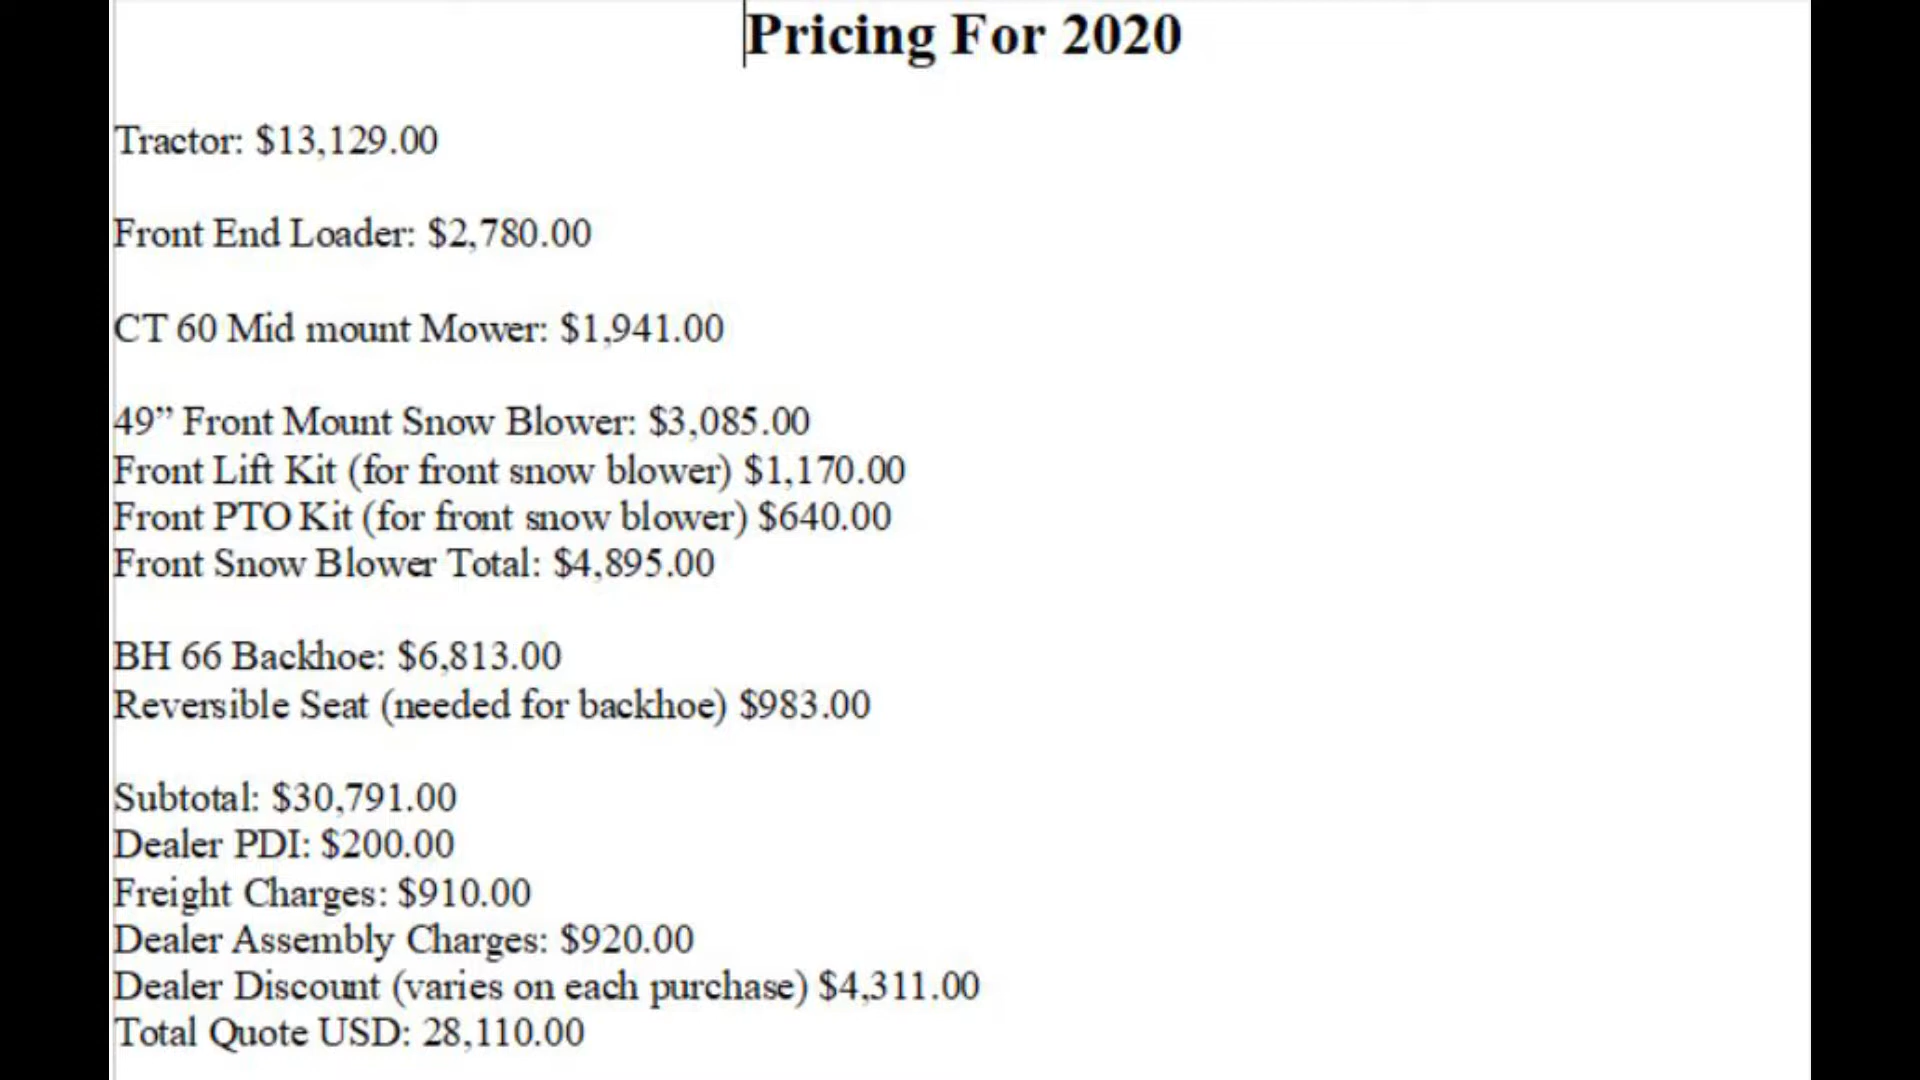 Pricing For 2020
Tractor: $13,129.00
Front End Loader: $2,780.00
CT 60 Mid mount Mower: $1,941.00
49” Front Mount Snow Blower: $3,085.00
Front Lift Kit (for front snow blower) $1,170.00
Front PTO Kit (for front snow blower) $640.00
Front Snow Blower Total: $4,895.00
BH 66 Backhoe: $6,813.00
Reversible Seat (needed for backhoe) $983.00
Subtotal: $30,791.00
Dealer PDI: $200.00
Freight Charges: $910.00
Dealer Assembly Charges: $920.00
Dealer Discount (varies on each purchase) $4,311.00
Total Quote USD: 28,110.00